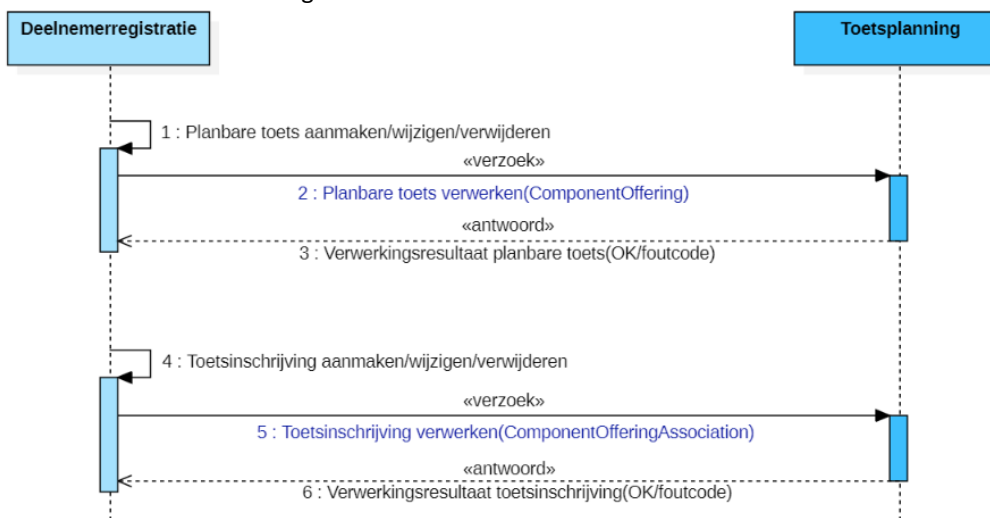 Deelnemerregistratie
Toetsplanning
1 : Planbare toets aanmaken/wijzigen/verwijderen
«verzoek»
2 : Planbare toets verwerken(ComponentOffering)
«antwoord»
3 : Verwerkingsresultaat planbare toets(OK/foutcode)
4 : Toetsinschrijving aanmaken/wijzigen/verwijderen
«verzoek»
5 : Toetsinschrijving verwerken(ComponentOfferingAssociation)
«antwoord»
6 : Verwerkingsresultaat toetsinschrijving(OK/foutcode)